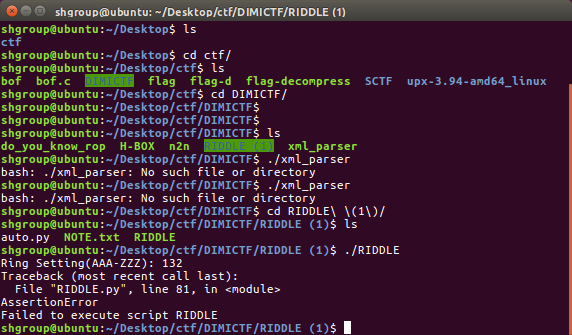 shgroup@ubuntu: ~/Desktop/ctf/DIMICTF/RIDDLE (1)
shgroup@ubuntu:~/Desktop$ ls
ctf
shgroup@ubuntu:~/Desktop$ cd ctf/
shgroup@ubuntu:~/Desktop/ctf$ ls
bof  bof.c  DIMICTF  flag  flag-d  flag-decompress  SCTF  upx-3.94-amd64_linux
shgroup@ubuntu:~/Desktop/ctf$ cd DIMICTF/
shgroup@ubuntu:~/Desktop/ctf/DIMICTF$
shgroup@ubuntu:~/Desktop/ctf/DIMICTF$
shgroup@ubuntu:~/Desktop/ctf/DIMICTF$ ls
do_you_know_rop  H-BOX  n2n  RIDDLE (1)  xml_parser
shgroup@ubuntu:~/Desktop/ctf/DIMICTF$ ./xml_parser
bash: ./xml_parser: No such file or directory
shgroup@ubuntu:~/Desktop/ctf/DIMICTF$ ./xml_parser
bash: ./xml_parser: No such file or directory
shgroup@ubuntu:~/Desktop/ctf/DIMICTF$ cd RIDDLE\ \(1\)/
shgroup@ubuntu:~/Desktop/ctf/DIMICTF/RIDDLE (1)$ ls
auto.py  NOTE.txt  RIDDLE
shgroup@ubuntu:~/Desktop/ctf/DIMICTF/RIDDLE (1)$ ./RIDDLE
Ring Setting(AAA-ZZZ): 132
Traceback (most recent call last):
  File "RIDDLE.py", line 81, in <module>
AssertionError
Failed to execute script RIDDLE
shgroup@ubuntu:~/Desktop/ctf/DIMICTF/RIDDLE (1)$